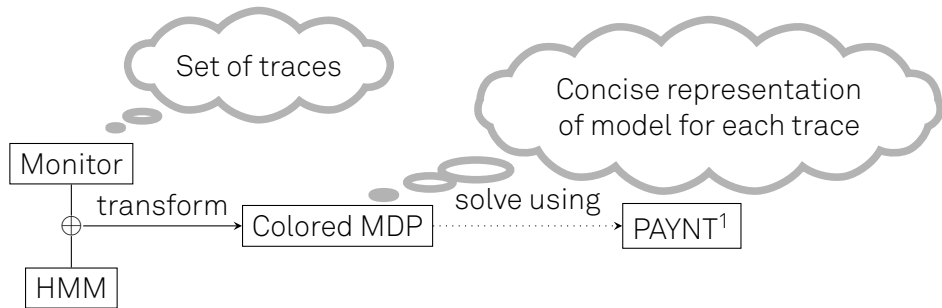 Set of traces
Concise representation
of model for each trace
Monitor
transform
solve using
Colored MDP
PAYNT¹
HMM